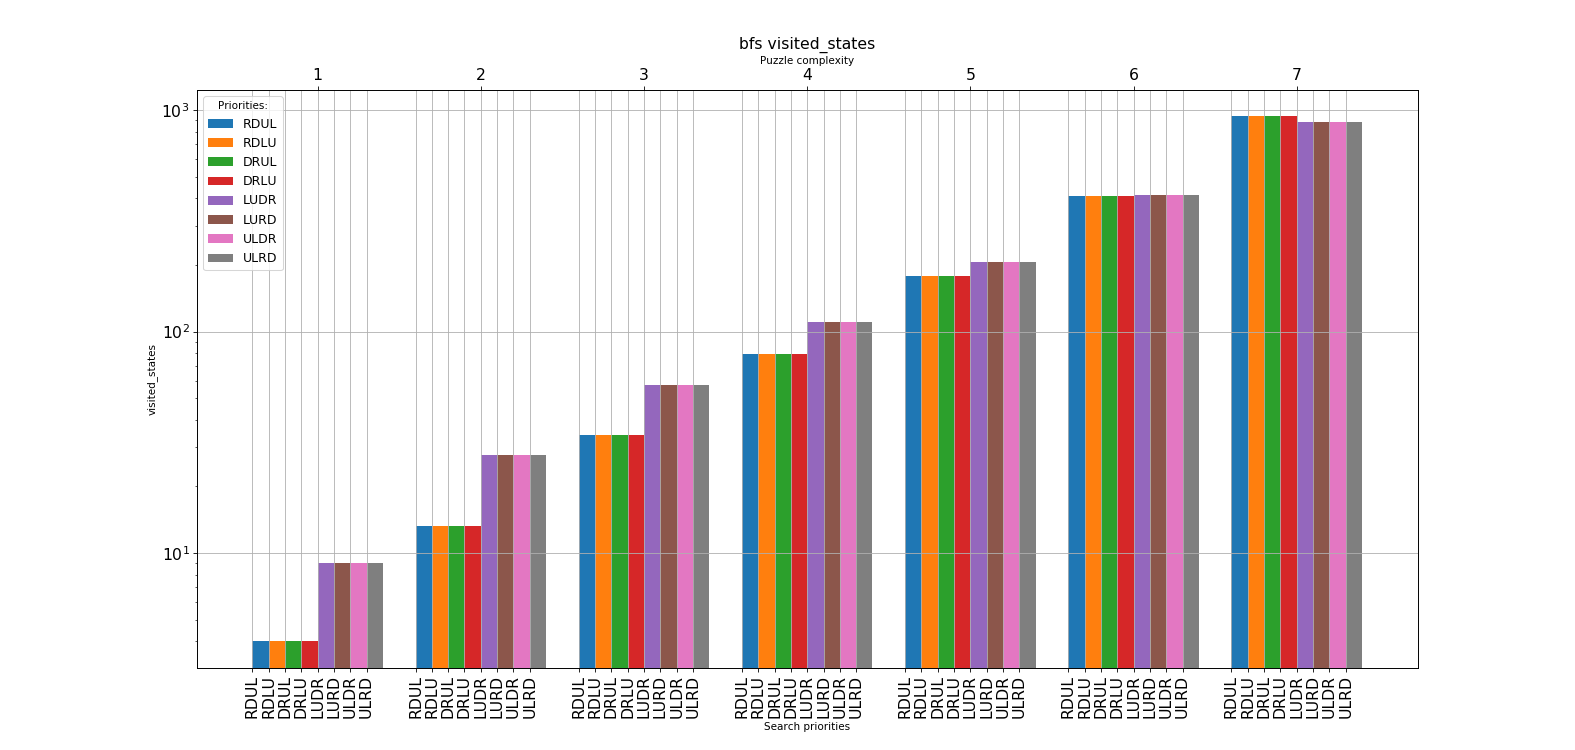 bfs visited_states
Puzzle complexity
1 2 3 4 5 6 7
Priorities:
RDUL
RDLU
DRUL
DRLU
LUDR
LURD
ULDR
ULRD
10³
10²
10¹
visited_states
RDUL RDLU DRUL DRLU LUDR LURD ULDR ULRD RDUL RDLU DRUL DRLU LUDR LURD ULDR ULRD RDUL RDLU DRUL DRLU LUDR LURD ULDR ULRD RDUL RDLU DRUL DRLU LUDR LURD ULDR ULRD RDUL RDLU DRUL DRLU LUDR LURD ULDR ULRD RDUL RDLU DRUL DRLU LUDR LURD ULDR ULRD RDUL RDLU DRUL DRLU LUDR LURD ULDR ULRD
Search priorities